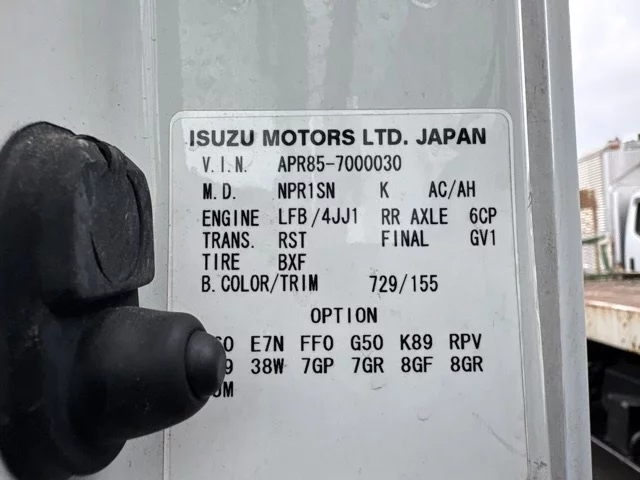 ISUZU MOTORS LTD. JAPAN
V.I.N. APR85-7000030
M.D. NPR1SN K AC/AH
ENGINE LFB/4JJ1 RR AXLE 6CP
TRANS. RST FINAL GV1
TIRE BXF
B.COLOR/TRIM 729/155
OPTION
E7N FF0 G50 K89 RPV
38W 7GP 7GR 8GF 8GR